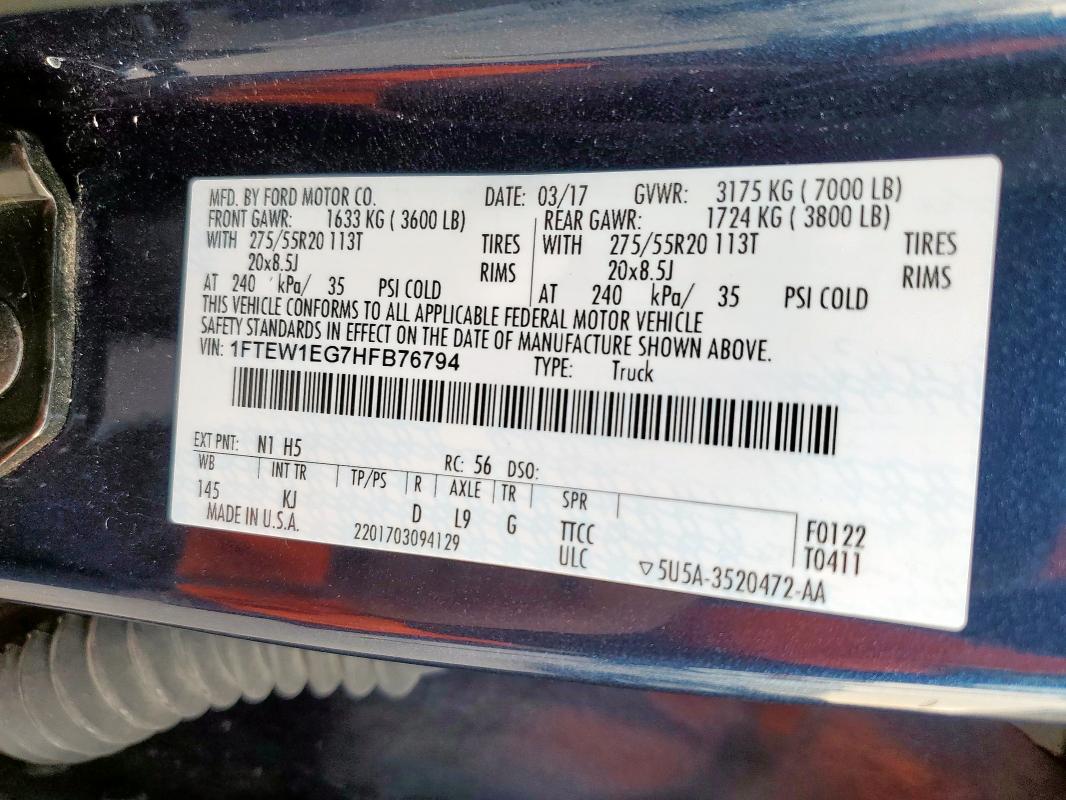 MFD. BY FORD MOTOR CO. DATE: 03/17 GVWR: 3175 KG ( 7000 LB)
FRONT GAWR: 1633 KG ( 3600 LB) REAR GAWR: 1724 KG ( 3800 LB)
WITH 275/55R20 113T TIRES WITH 275/55R20 113T TIRES
20x8.5J RIMS 20x8.5J RIMS
AT 240 kPa/ 35 PSI COLD AT 240 kPa/ 35 PSI COLD
THIS VEHICLE CONFORMS TO ALL APPLICABLE FEDERAL MOTOR VEHICLE
SAFETY STANDARDS IN EFFECT ON THE DATE OF MANUFACTURE SHOWN ABOVE.
VIN: 1FTEW1EG7HFB76794 TYPE: Truck
EXT PNT: N1 H5 RC: 56 DSO:
WB INT TR TP/PS R AXLE TR SPR
145 KJ D L9 G TTCC F0122
MADE IN U.S.A. 2201703094129 ULC T0411
▽5U5A-3520472-AA